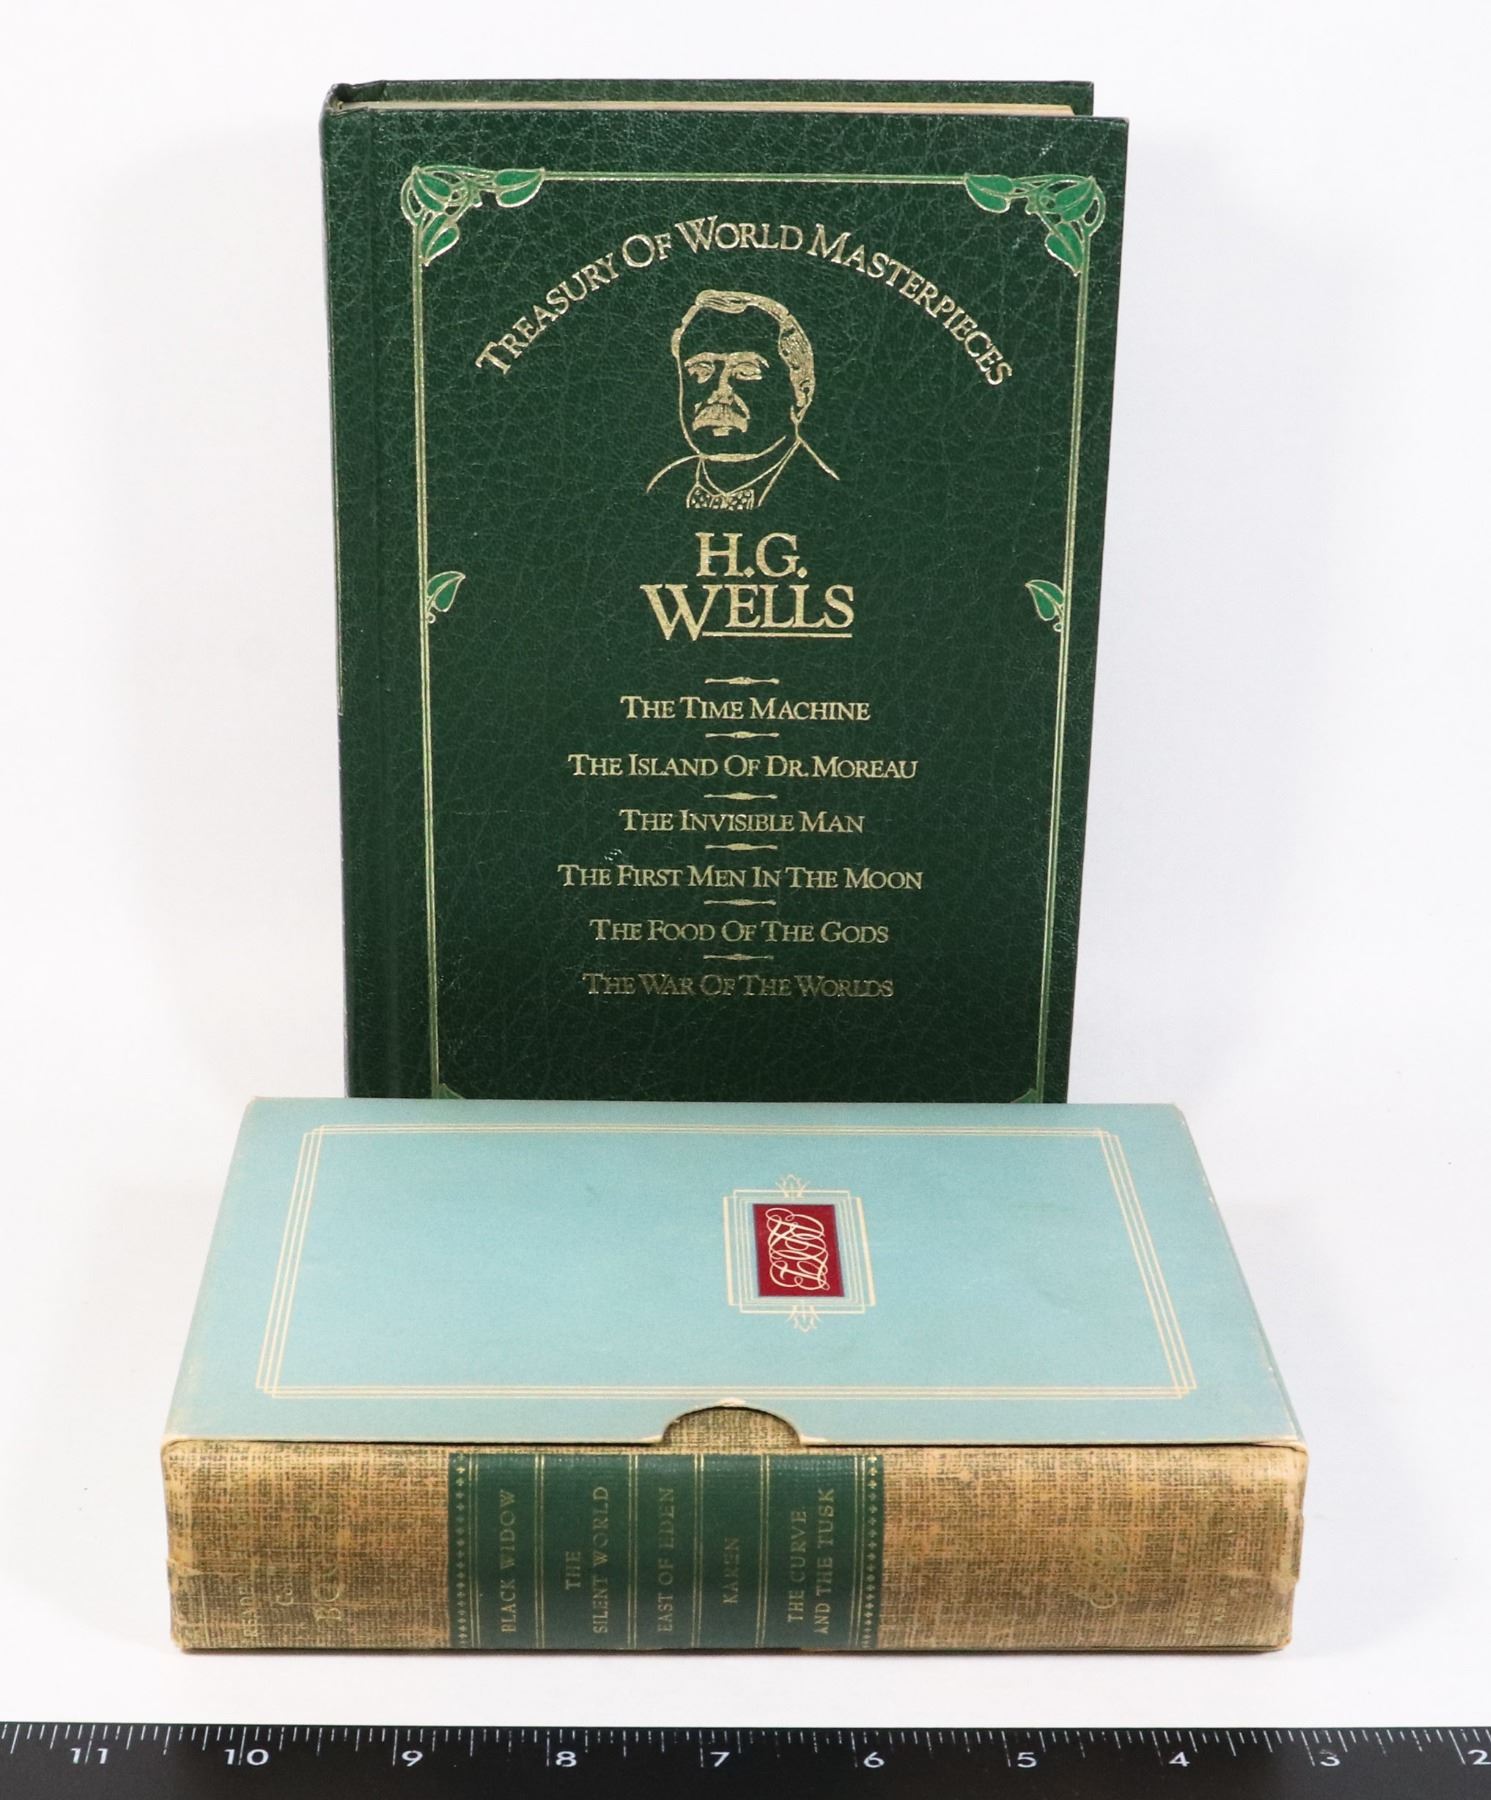 TREASURY OF WORLD MASTERPIECES
H.G.
WELLS
THE TIME MACHINE
THE ISLAND OF DR. MOREAU
THE INVISIBLE MAN
THE FIRST MEN IN THE MOON
THE FOOD OF THE GODS
THE WAR OF THE WORLDS
BLACK WIDOW
THE
SILENT WORLD
EAST OF EDEN
KAREN
THE CURVE
AND THE TUSK
11 10 9 8 7 6 5 4 3 2